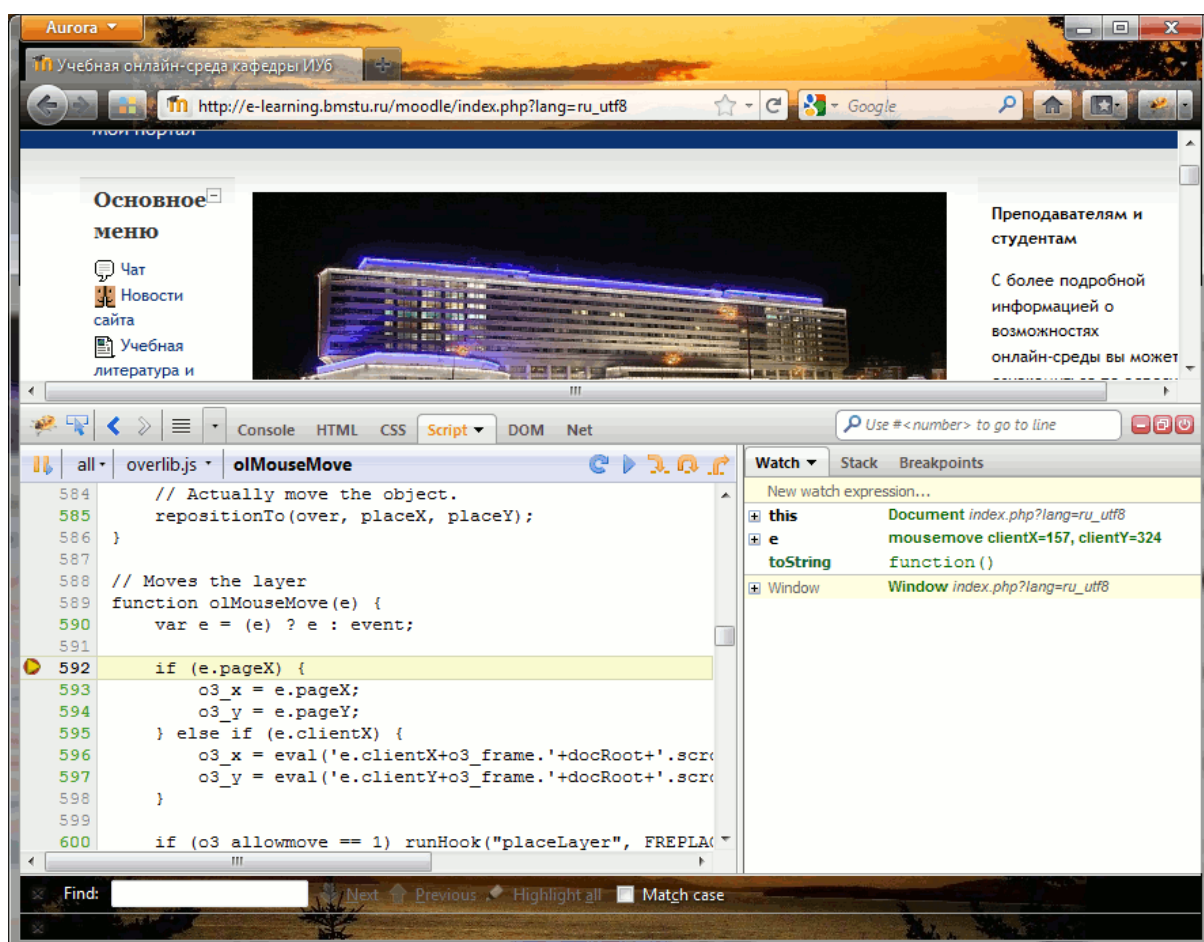 Aurora
Учебная онлайн-среда кафедры ИУ6
http://e-learning.bmstu.ru/moodle/index.php?lang=ru_utf8
Google
Мой портал
Основное
меню
Чат
Новости
сайта
Учебная
литература и
Преподавателям и
студентам
С более подробной
информацией о
возможностях
онлайн-среды вы может
Console HTML CSS Script DOM Net
Use #<number> to go to line
all overlib.js olMouseMove
584 // Actually move the object.
585 repositionTo(over, placeX, placeY);
586 }
587
588 // Moves the layer
589 function olMouseMove(e) {
590 var e = (e) ? e : event;
591
592 if (e.pageX) {
593 o3_x = e.pageX;
594 o3_y = e.pageY;
595 } else if (e.clientX) {
596 o3_x = eval('e.clientX+o3_frame.'+docRoot+'.scro
597 o3_y = eval('e.clientY+o3_frame.'+docRoot+'.scro
598 }
599
600 if (o3_allowmove == 1) runHook("placeLayer", FREPLAC
Watch Stack Breakpoints
New watch expression...
this Document index.php?lang=ru_utf8
e mousemove clientX=157, clientY=324
toString function()
Window Window index.php?lang=ru_utf8
Find: Next Previous Highlight all Match case